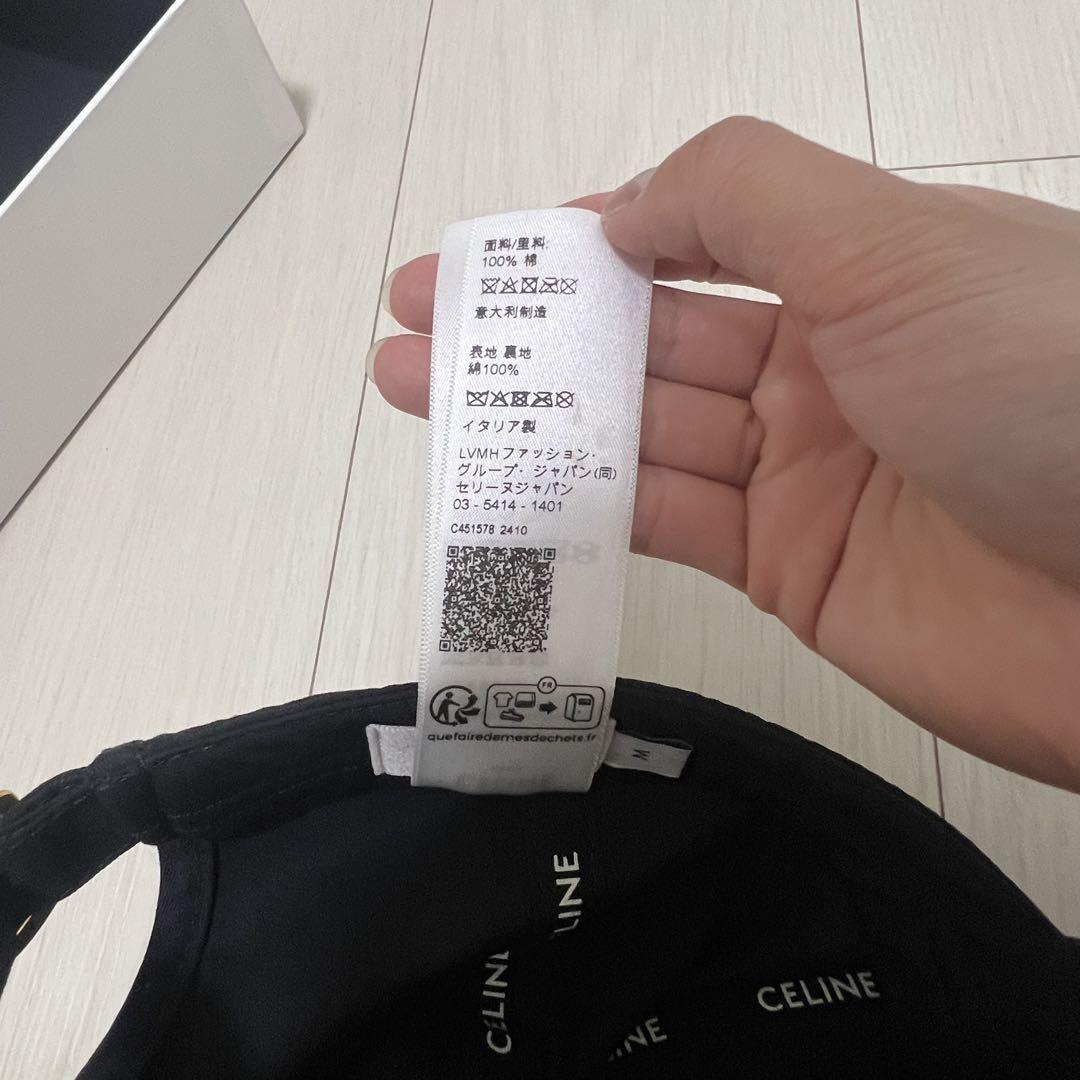 面料/里料:
100% 棉
意大利制造
表地 裏地
綿100%
イタリア製
LVMHファッション・
グループ・ジャパン(同)
セリーヌジャパン
03 - 5414 - 1401
C451578 2410
FR
quefairedemesdechets.fr
M
CELINE
CELINE